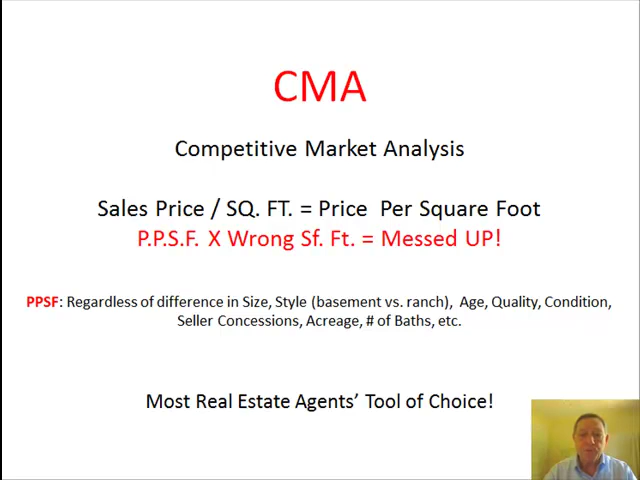 CMA
Competitive Market Analysis
Sales Price / SQ. FT. = Price Per Square Foot
P.P.S.F. X Wrong Sf. Ft. = Messed UP!
PPSF: Regardless of difference in Size, Style (basement vs. ranch), Age, Quality, Condition,
Seller Concessions, Acreage, # of Baths, etc.
Most Real Estate Agents’ Tool of Choice!